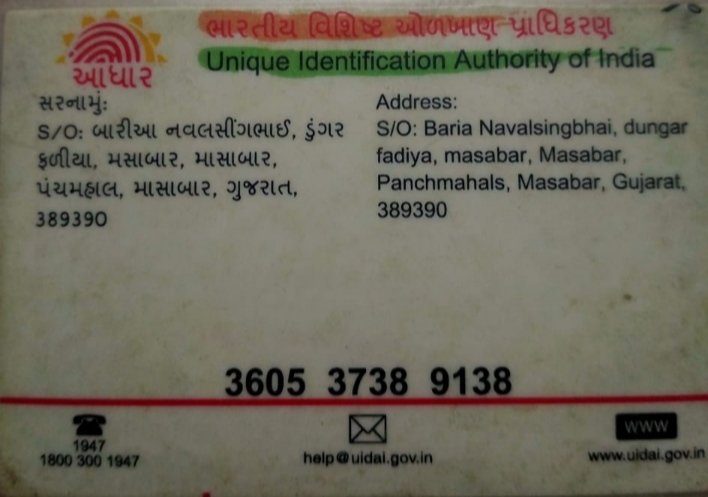 ભારતીય વિશિષ્ટ ઓળખાણ પ્રાધિકરણ
Unique Identification Authority of India
આધાર
સરનામું:
S/O: બારીઆ નવલસીંગભાઈ, ડુંગર
ફળીયા, મસાબાર, માસાબાર,
પંચમહાલ, માસાબાર, ગુજરાત,
389390
Address:
S/O: Baria Navalsingbhai, dungar
fadiya, masabar, Masabar,
Panchmahals, Masabar, Gujarat,
389390
3605 3738 9138
1947
1800 300 1947
help@uidai.gov.in
www
www.uidai.gov.in